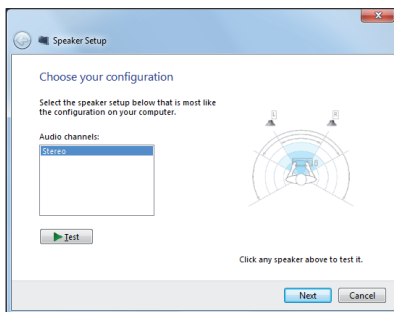 Speaker Setup
Choose your configuration
Select the speaker setup below that is most like
the configuration on your computer.
Audio channels:
Stereo
L R
Test
Click any speaker above to test it.
Next Cancel